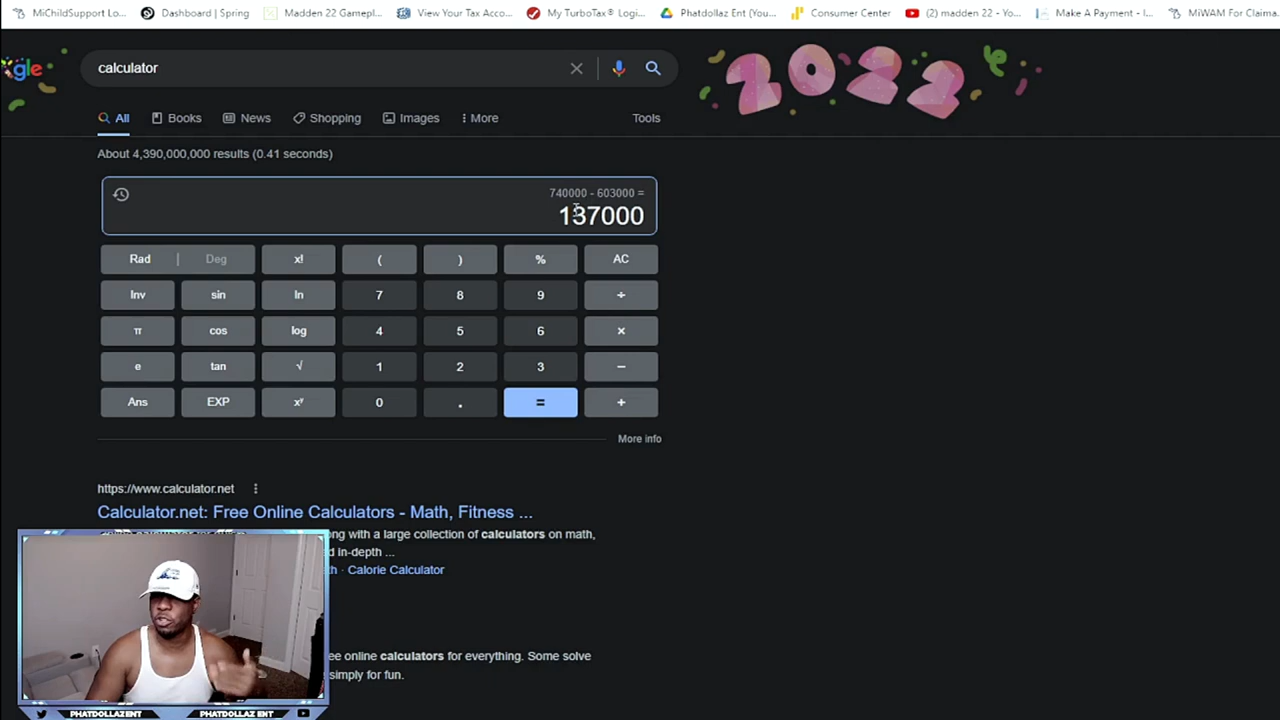 MiChildSupport Lo... Dashboard | Spring Madden 22 Gamepl... View Your Tax Acco... My TurboTax® Logi... Phatdollaz Ent (You... Consumer Center (2) madden 22 - Yo... Make A Payment - I... MiWAM For Claima...
gle calculator 2022
All Books News Shopping Images More Tools
About 4,390,000,000 results (0.41 seconds)
740000 - 603000 =
137000
Rad | Deg x! ( ) % AC
Inv sin ln 7 8 9 ÷
π cos log 4 5 6 ×
e tan √ 1 2 3 −
Ans EXP xʸ 0 . = +
More info
https://www.calculator.net
Calculator.net: Free Online Calculators - Math, Fitness ...
ng with a large collection of calculators on math,
d in-depth ...
th · Calorie Calculator
ee online calculators for everything. Some solve
simply for fun.
PHATDOLLAZENT PHATDOLLAZ ENT